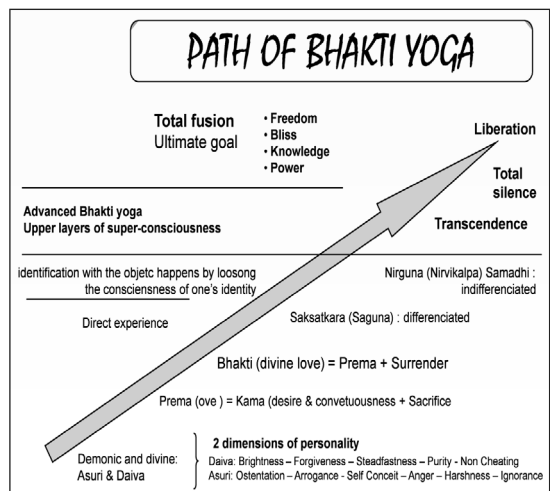 PATH OF BHAKTI YOGA
Total fusion
Ultimate goal
• Freedom
• Bliss
• Knowledge
• Power
Liberation
Total
silence
Transcendence
Advanced Bhakti yoga
Upper layers of super-consciousness
identification with the objetc happens by loosong
the consciensness of one's identity
Nirguna (Nirvikalpa) Samadhi :
indifferenciated
Direct experience
Saksatkara (Saguna) : differenciated
Bhakti (divine love) = Prema + Surrender
Prema (ove ) = Kama (desire & convetuousness + Sacrifice
Demonic and divine:
Asuri & Daiva
2 dimensions of personality
Daiva: Brightness – Forgiveness – Steadfastness – Purity - Non Cheating
Asuri: Ostentation – Arrogance - Self Conceit – Anger – Harshness – Ignorance